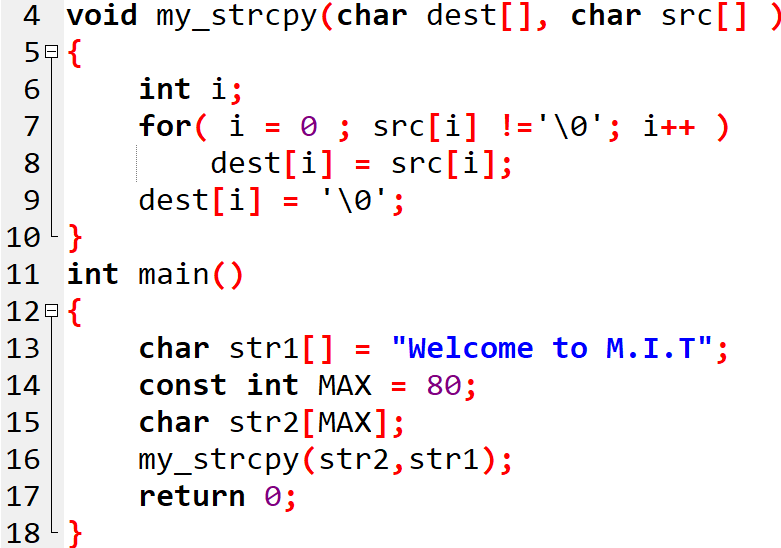 4 void my_strcpy(char dest[], char src[] )
5 {
6     int i;
7     for( i = 0 ; src[i] !='\0'; i++ )
8         dest[i] = src[i];
9     dest[i] = '\0';
10 }
11 int main()
12 {
13     char str1[] = "Welcome to M.I.T";
14     const int MAX = 80;
15     char str2[MAX];
16     my_strcpy(str2,str1);
17     return 0;
18 }